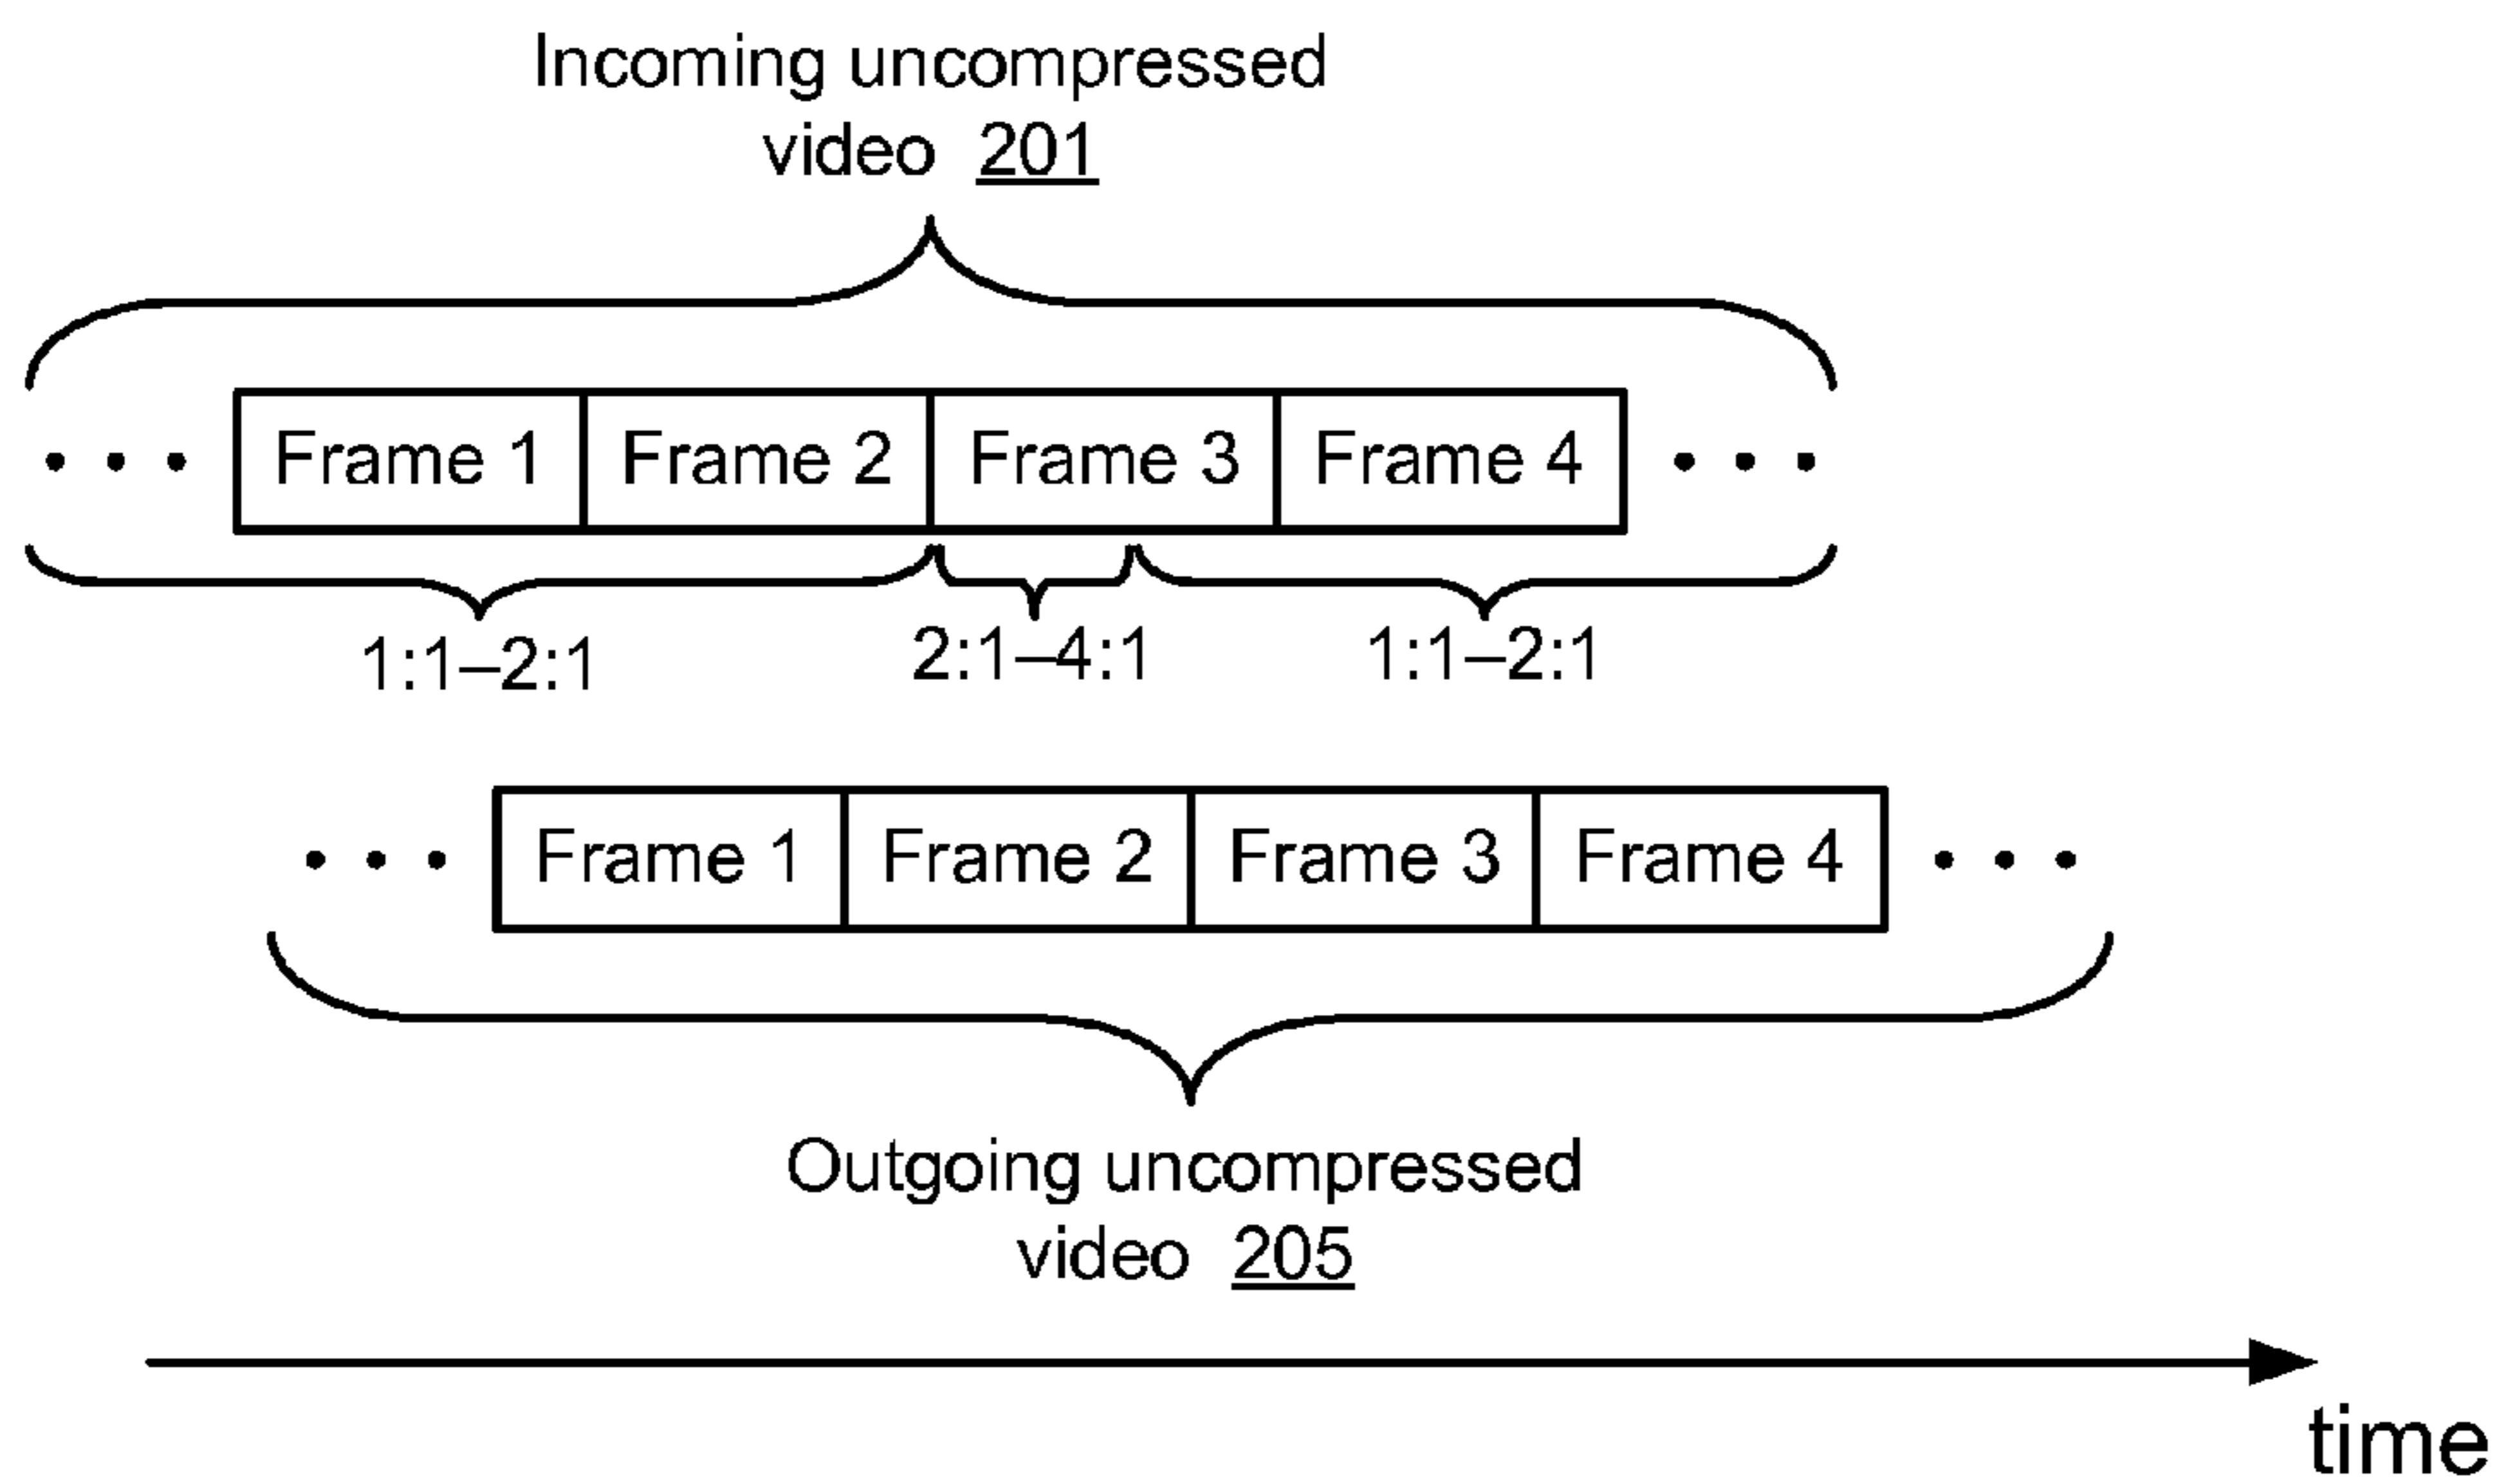 Incoming uncompressed
video 201
• • • Frame 1 Frame 2 Frame 3 Frame 4 • • •
1:1–2:1 2:1–4:1 1:1–2:1
• • • Frame 1 Frame 2 Frame 3 Frame 4 • • •
Outgoing uncompressed
video 205
time